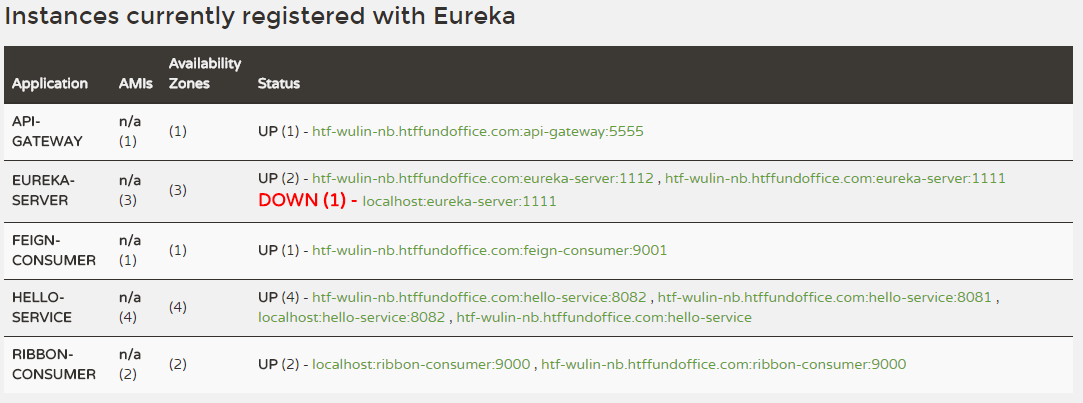 Instances currently registered with Eureka
Application AMIs Availability Zones Status
API-GATEWAY n/a (1) (1) UP (1) - htf-wulin-nb.htffundoffice.com:api-gateway:5555
EUREKA-SERVER n/a (3) (3) UP (2) - htf-wulin-nb.htffundoffice.com:eureka-server:1112 , htf-wulin-nb.htffundoffice.com:eureka-server:1111
DOWN (1) - localhost:eureka-server:1111
FEIGN-CONSUMER n/a (1) (1) UP (1) - htf-wulin-nb.htffundoffice.com:feign-consumer:9001
HELLO-SERVICE n/a (4) (4) UP (4) - htf-wulin-nb.htffundoffice.com:hello-service:8082 , htf-wulin-nb.htffundoffice.com:hello-service:8081 ,
localhost:hello-service:8082 , htf-wulin-nb.htffundoffice.com:hello-service
RIBBON-CONSUMER n/a (2) (2) UP (2) - localhost:ribbon-consumer:9000 , htf-wulin-nb.htffundoffice.com:ribbon-consumer:9000